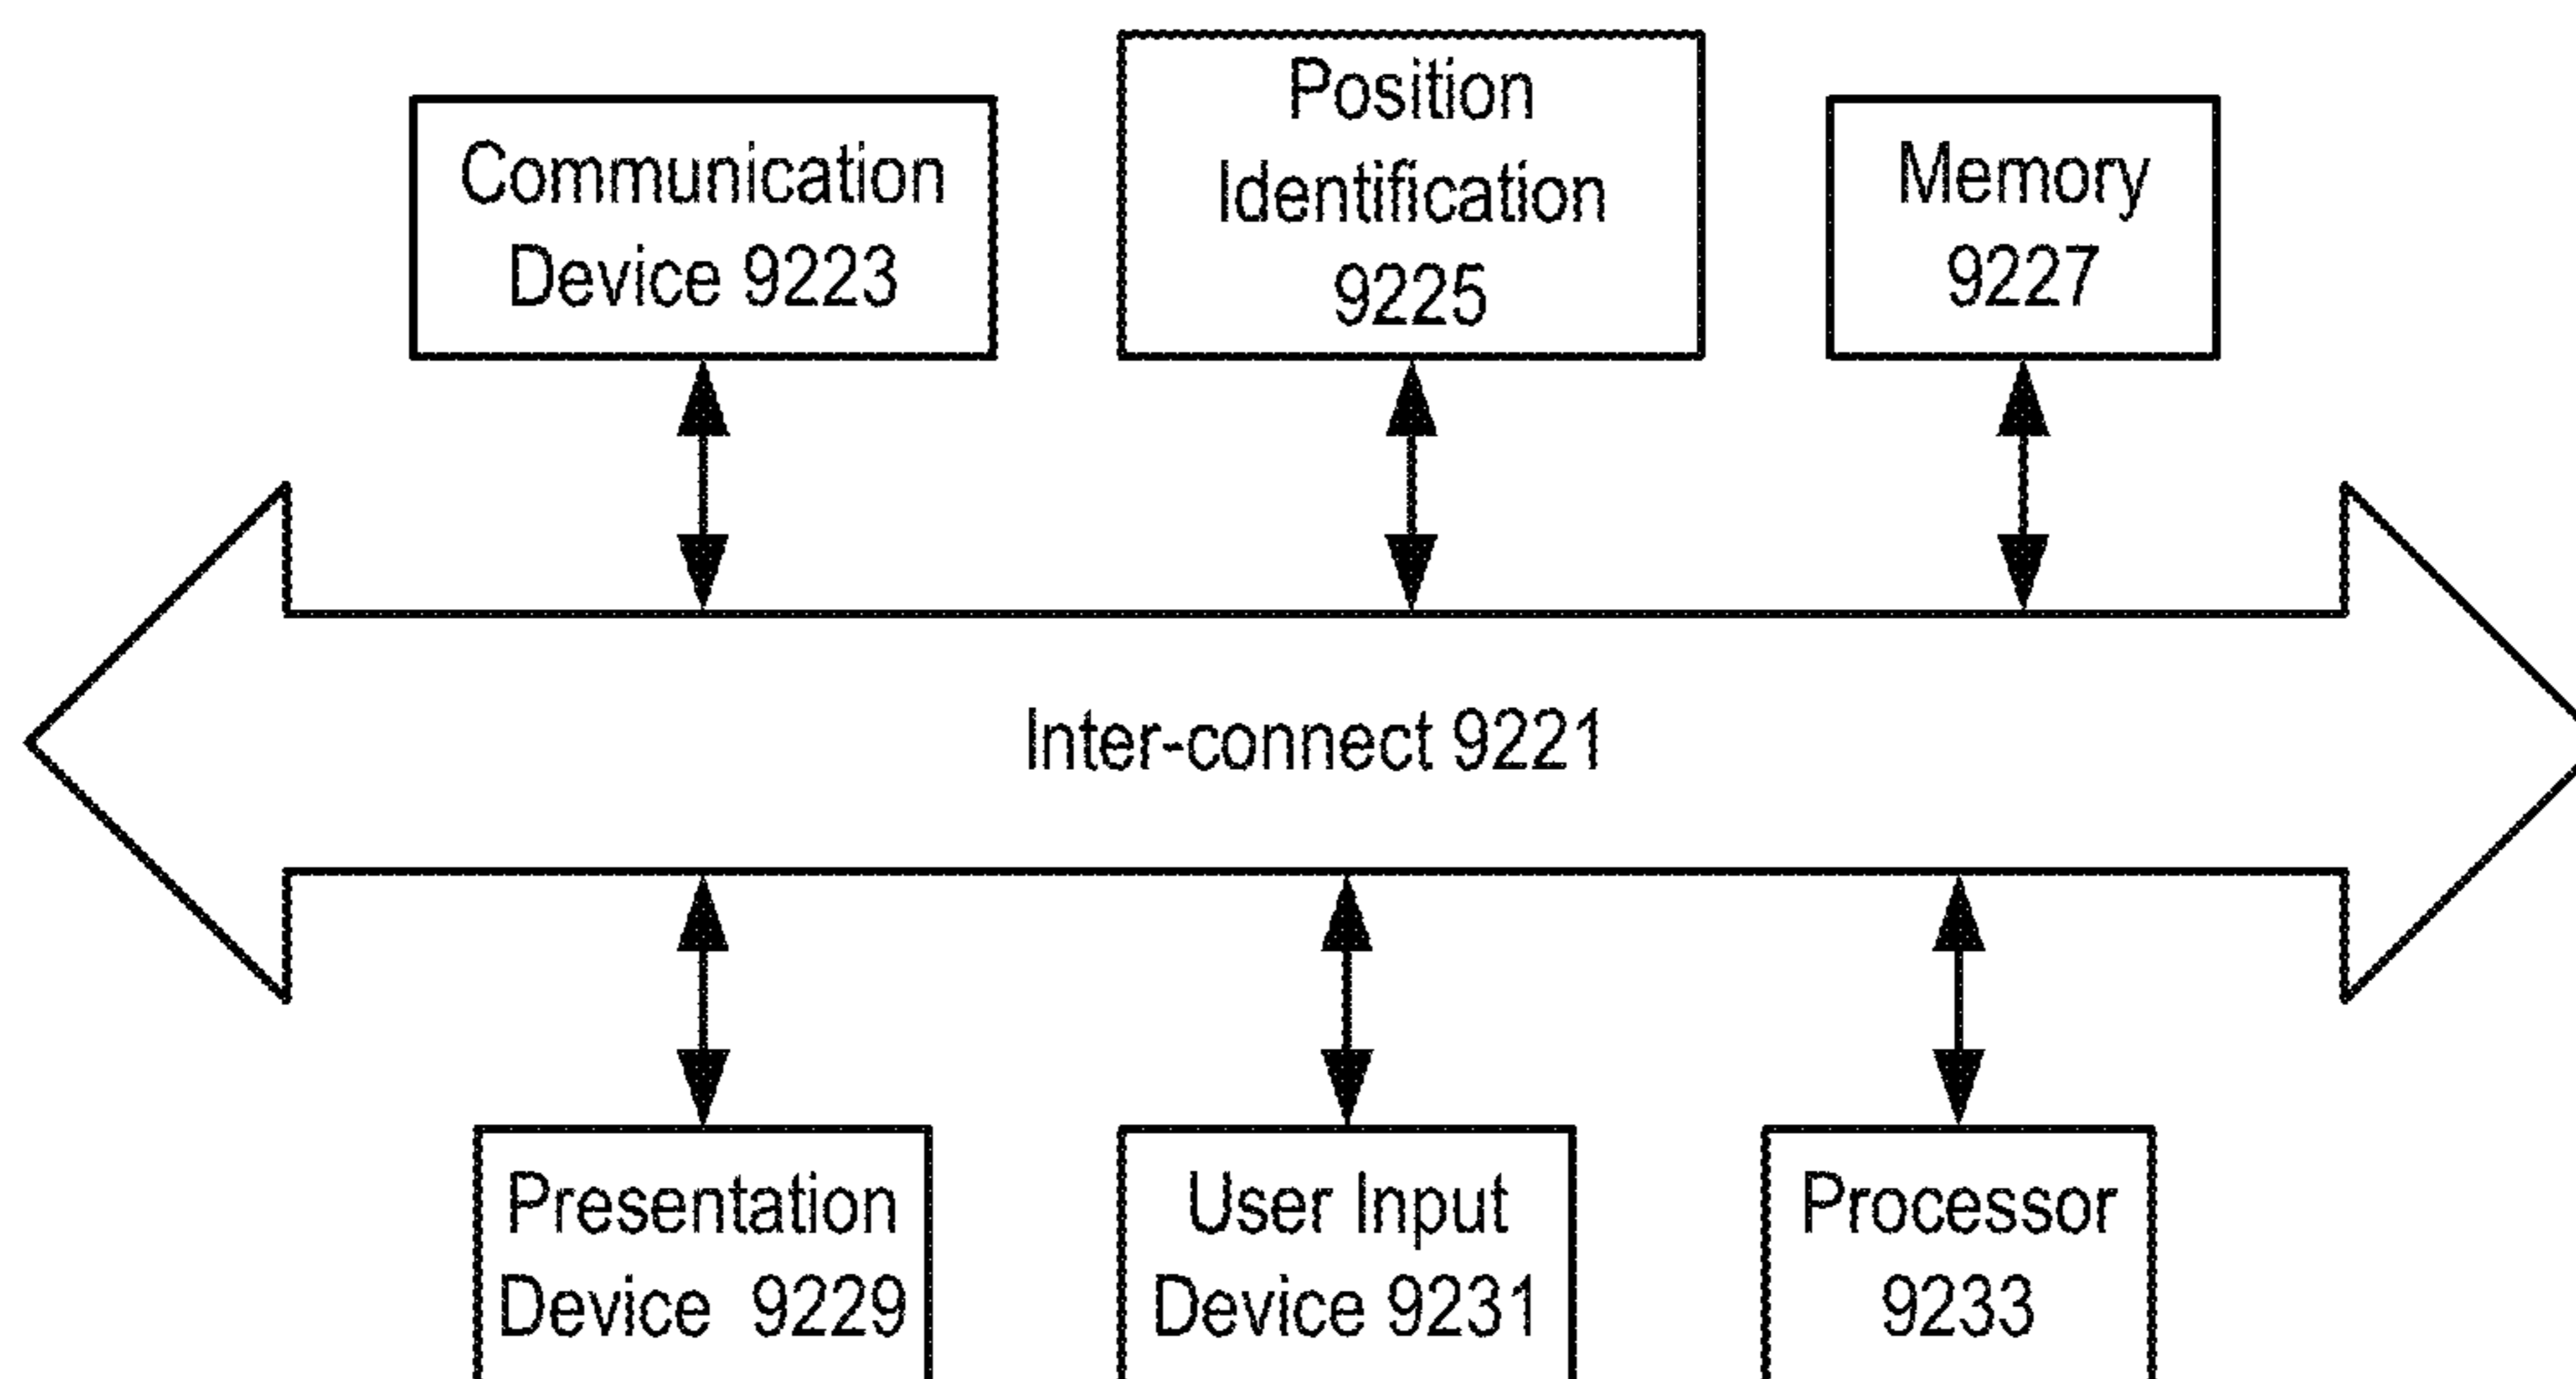 Communication
Device 9223
Position
Identification
9225
Memory
9227
Inter-connect 9221
Presentation
Device 9229
User Input
Device 9231
Processor
9233